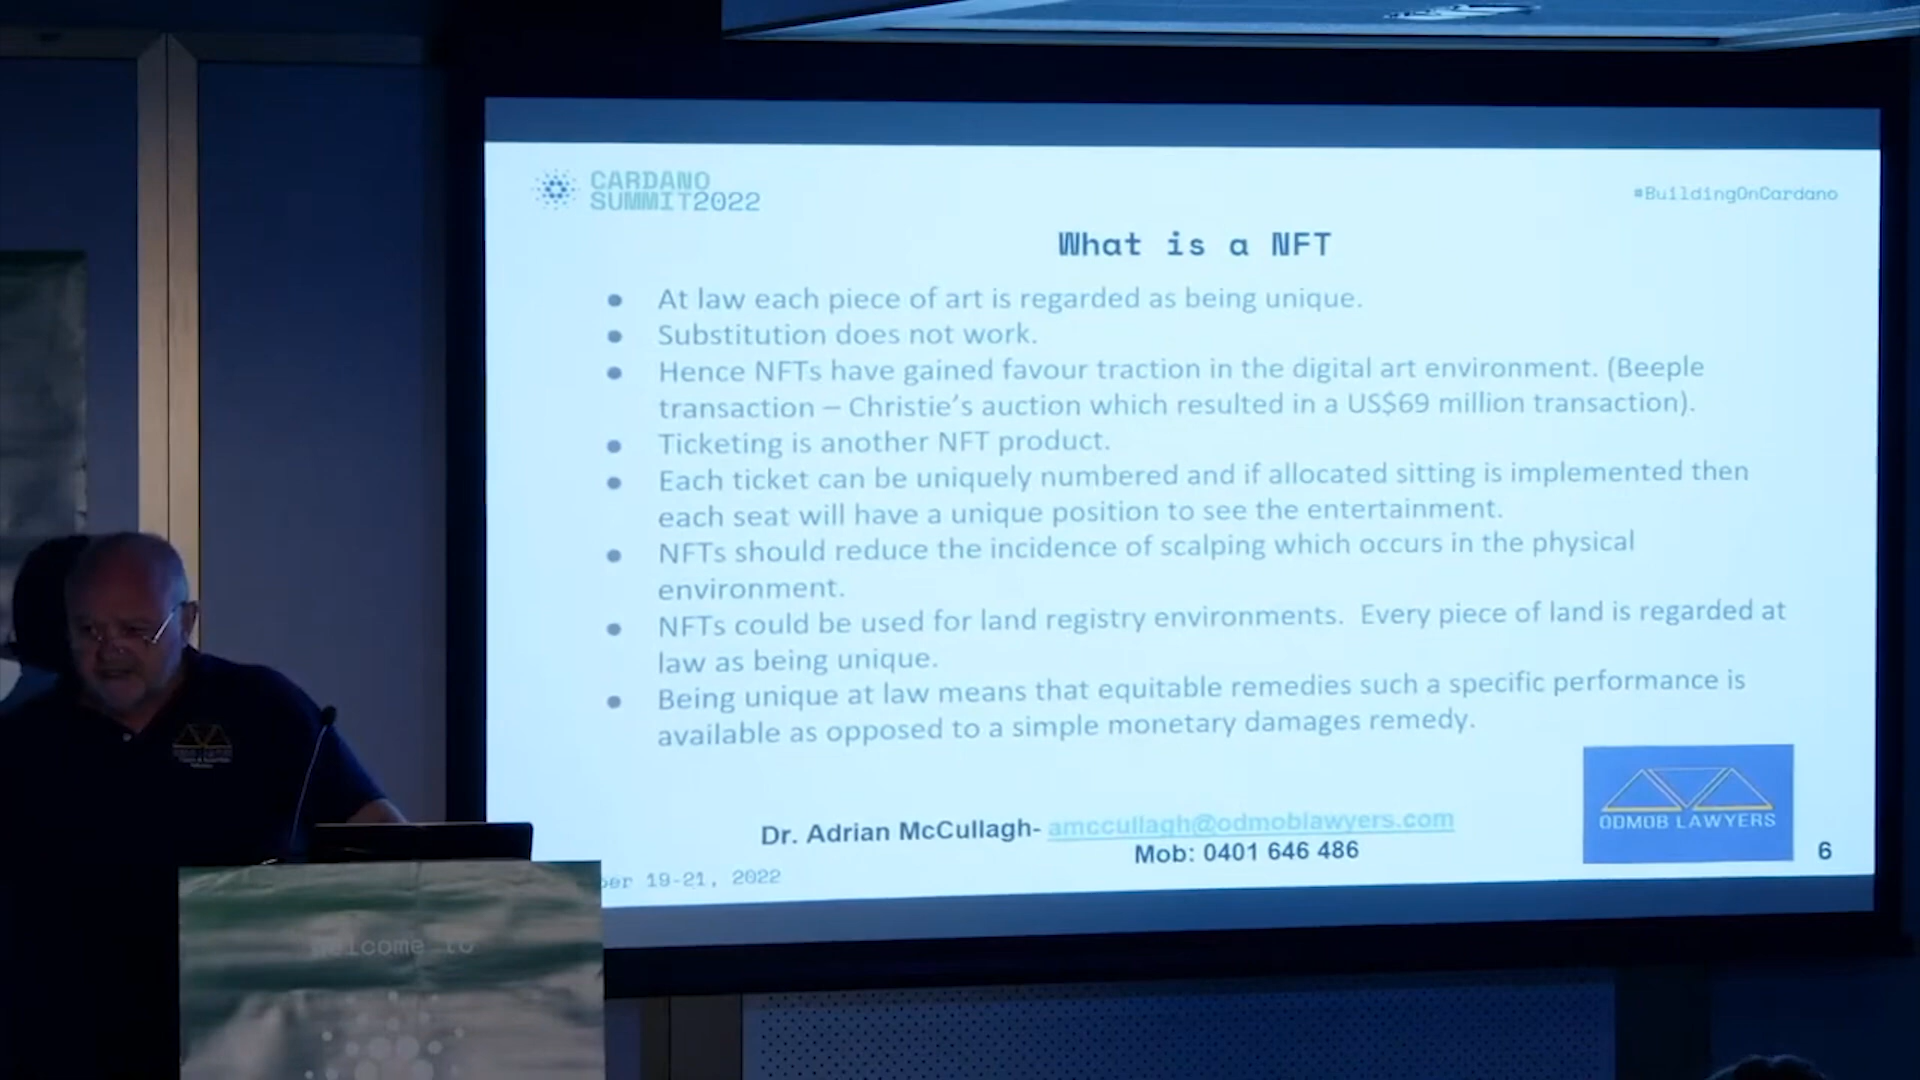 CARDANO
SUMMIT2022
#BuildingOnCardano
What is a NFT
● At law each piece of art is regarded as being unique.
● Substitution does not work.
● Hence NFTs have gained favour traction in the digital art environment. (Beeple
transaction – Christie's auction which resulted in a US$69 million transaction).
● Ticketing is another NFT product.
● Each ticket can be uniquely numbered and if allocated sitting is implemented then
each seat will have a unique position to see the entertainment.
● NFTs should reduce the incidence of scalping which occurs in the physical
environment.
● NFTs could be used for land registry environments. Every piece of land is regarded at
law as being unique.
● Being unique at law means that equitable remedies such a specific performance is
available as opposed to a simple monetary damages remedy.
ODMOB LAWYERS
Dr. Adrian McCullagh- amccullagh@odmoblawyers.com
Mob: 0401 646 486
6
19-21, 2022
welcome to